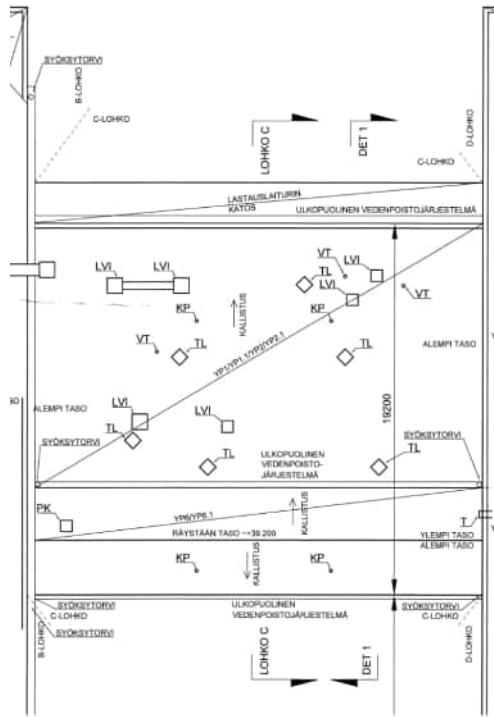 SYÖKSYTORVI
B-LOHKO
C-LOHKO
LOHKO C
DET 1
D-LOHKO
C-LOHKO
LASTAUSLAITURIN
KATOS
ULKOPUOLINEN VEDENPOISTOJÄRJESTELMÄ
LVI
LVI
VT
LVI
TL
LVI
VT
KP
KALLISTUS
KP
VT
TL
YP1/YP1.1/YP2/YP2.1
TL
ALEMPI TASO
19200
ALEMPI TASO
LVI
LVI
TL
SYÖKSYTORVI
TL
ULKOPUOLINEN
VEDENPOISTO-
JÄRJESTELMÄ
SYÖKSYTORVI
TL
PK
YP6/YP6.1
KALLISTUS
RÄYSTÄÄN TASO ~+39.200
T
YLEMPI TASO
ALEMPI TASO
KP
KALLISTUS
KP
SYÖKSYTORVI
C-LOHKO
SYÖKSYTORVI
B-LOHKO
ULKOPUOLINEN
VEDENPOISTOJÄRJESTELMÄ
SYÖKSYTORVI
C-LOHKO
D-LOHKO
LOHKO C
DET 1